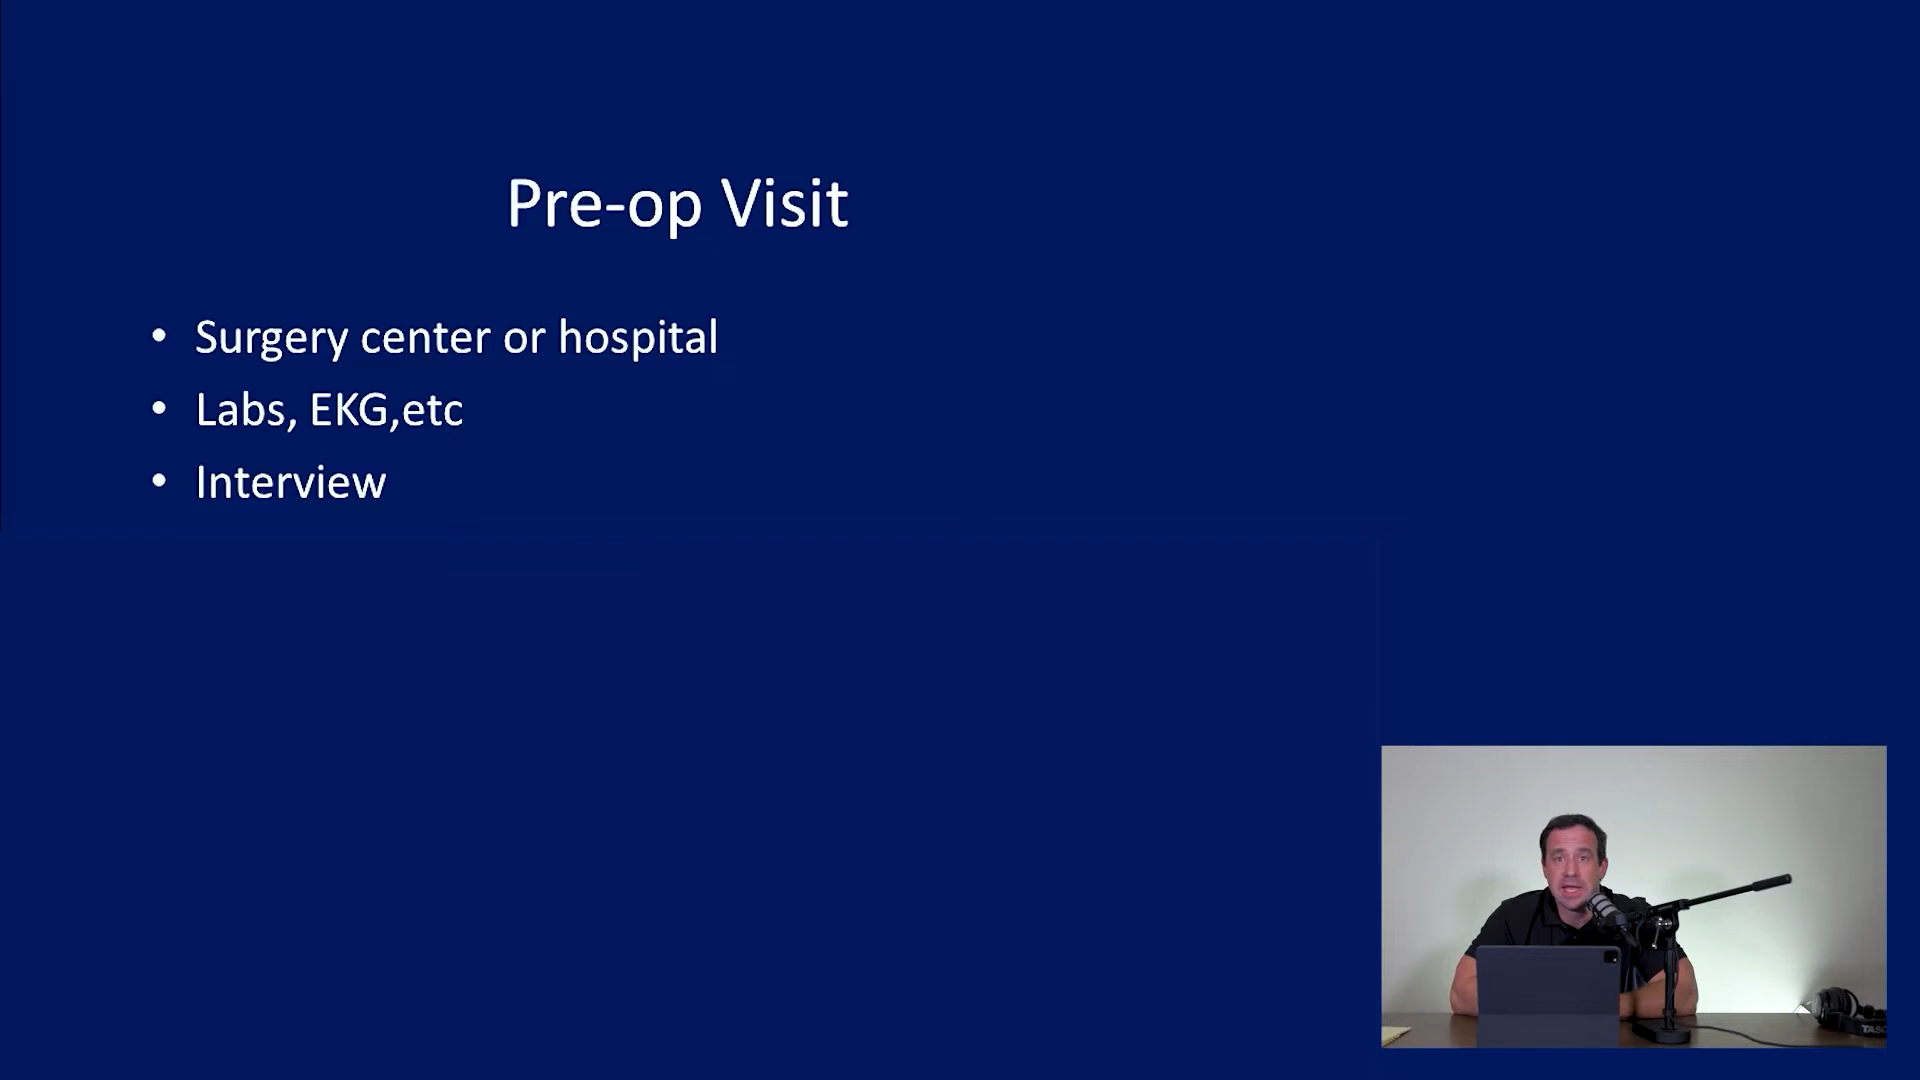 Pre-op Visit
• Surgery center or hospital
• Labs, EKG,etc
• Interview